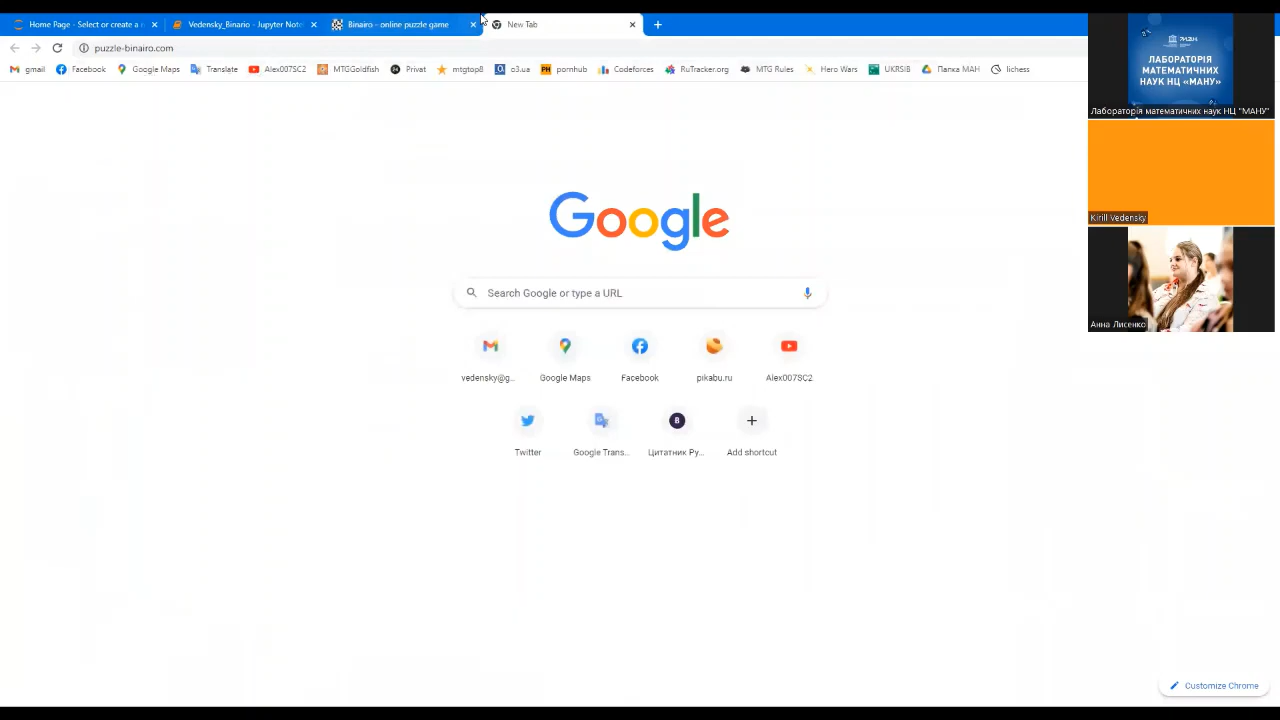 Home Page - Select or create a n
Vedensky_Binario - Jupyter Note
Binairo - online puzzle game
New Tab
puzzle-binairo.com
gmail
Facebook
Google Maps
Translate
Alex007SC2
MTGGoldfish
24 Privat
mtgtop8
o3.ua
PH pornhub
Codeforces
RuTracker.org
MTG Rules
Hero Wars
UKRSIB
Папка МАН
lichess
ЛАБОРАТОРІЯ
МАТЕМАТИЧНИХ
НАУК НЦ «МАНУ»
Лабораторія математичних наук НЦ "МАНУ"
Kirill Vedensky
Анна Лисенко
Google
Search Google or type a URL
vedensky@g...
Google Maps
Facebook
pikabu.ru
Alex007SC2
B
Twitter
Google Trans...
Цитатник Ру...
Add shortcut
Customize Chrome